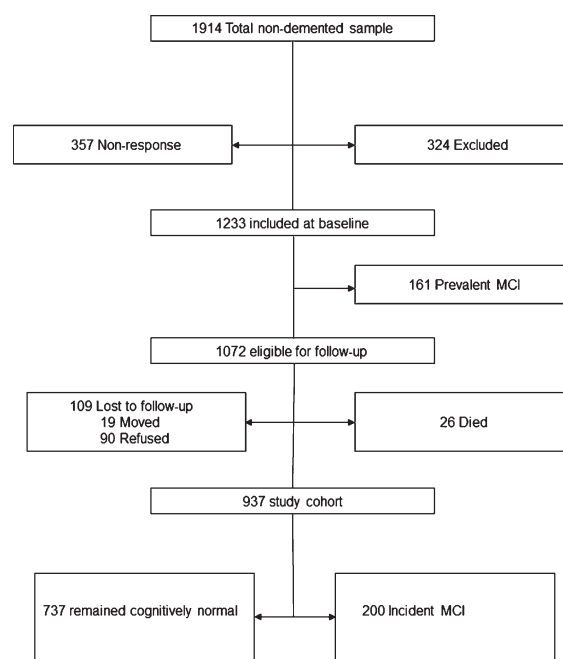 1914 Total non-demented sample
357 Non-response
324 Excluded
1233 included at baseline
161 Prevalent MCI
1072 eligible for follow-up
109 Lost to follow-up
19 Moved
90 Refused
26 Died
937 study cohort
737 remained cognitively normal
200 Incident MCI